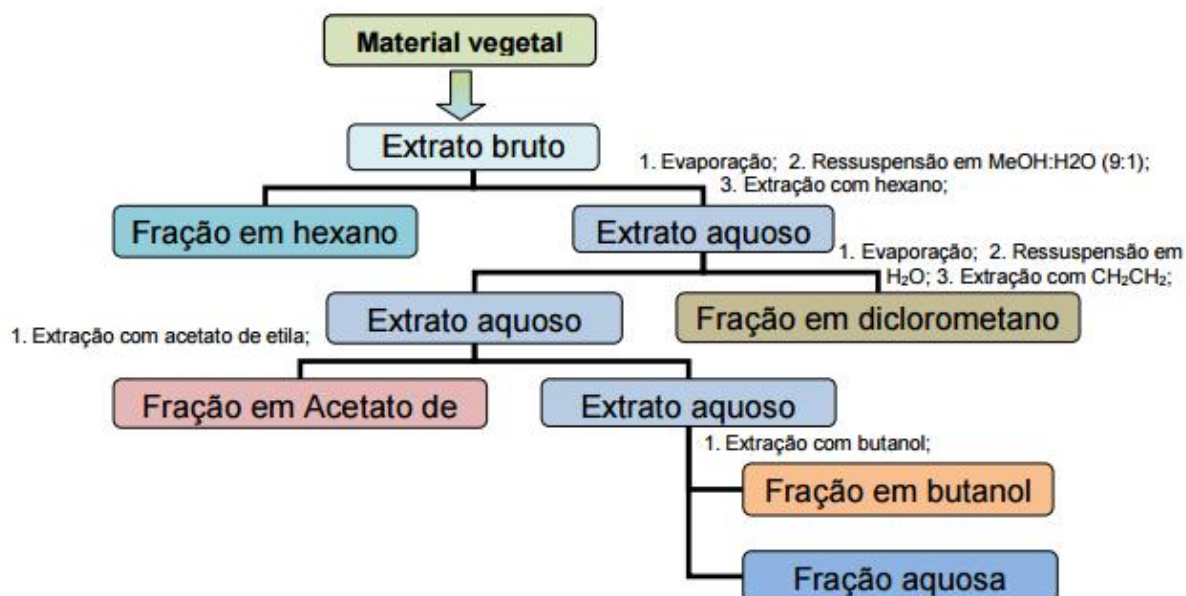 Material vegetal
Extrato bruto
1. Evaporação; 2. Ressuspensão em MeOH:H2O (9:1);
3. Extração com hexano;
Fração em hexano
Extrato aquoso
1. Evaporação; 2. Ressuspensão em
H₂O; 3. Extração com CH₂CH₂;
Extrato aquoso
Fração em diclorometano
1. Extração com acetato de etila;
Fração em Acetato de
Extrato aquoso
1. Extração com butanol;
Fração em butanol
Fração aquosa